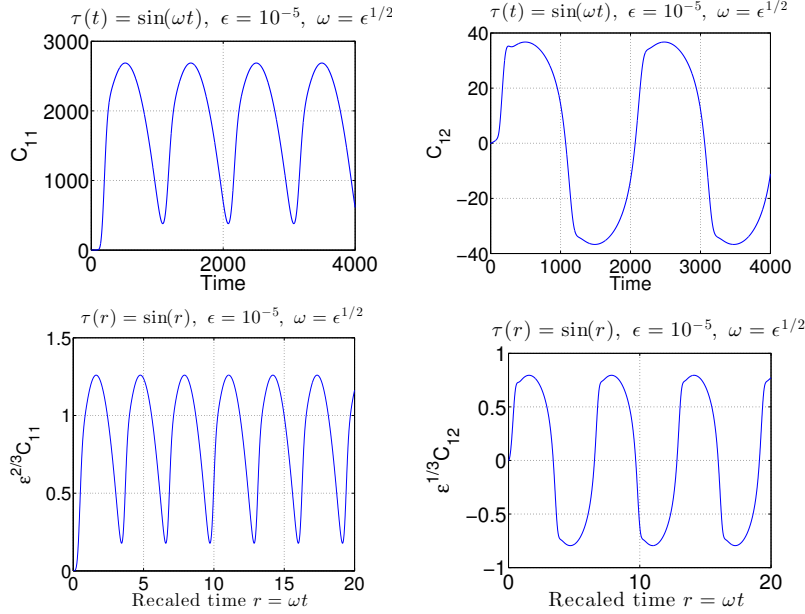 τ(t) = sin(ωt), ϵ = 10⁻⁵, ω = ϵ^{1/2}
3000
2000
1000
0
C₁₁
0 2000 4000
Time
τ(t) = sin(ωt), ϵ = 10⁻⁵, ω = ϵ^{1/2}
40
20
0
−20
−40
C₁₂
0 1000 2000 3000 4000
Time
τ(r) = sin(r), ϵ = 10⁻⁵, ω = ϵ^{1/2}
1.5
1
0.5
0
ε^{2/3}C₁₁
0 5 10 15 20
Recaled time r = ωt
τ(r) = sin(r), ϵ = 10⁻⁵, ω = ϵ^{1/2}
1
0.5
0
−0.5
−1
ε^{1/3}C₁₂
0 10 20
Recaled time r = ωt